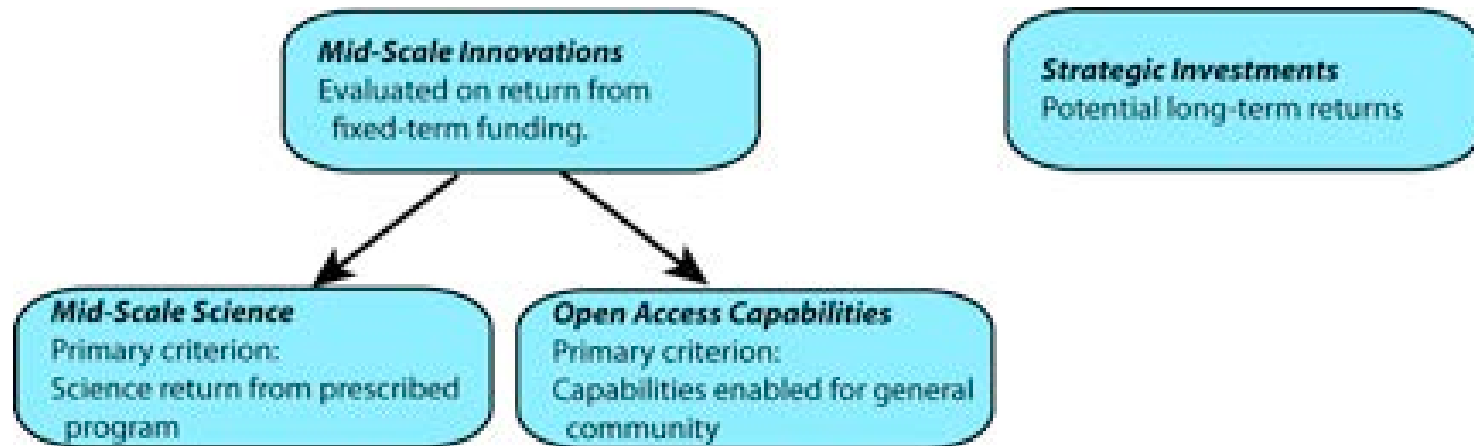 Mid-Scale Innovations
Evaluated on return from
fixed-term funding.
Strategic Investments
Potential long-term returns
Mid-Scale Science
Primary criterion:
Science return from prescribed
program
Open Access Capabilities
Primary criterion:
Capabilities enabled for general
community